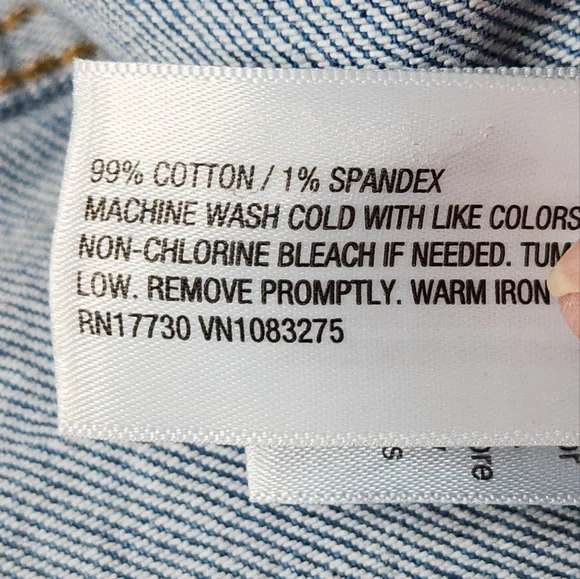 99% COTTON / 1% SPANDEX
MACHINE WASH COLD WITH LIKE COLORS
NON-CHLORINE BLEACH IF NEEDED. TUM
LOW. REMOVE PROMPTLY. WARM IRON
RN17730 VN1083275